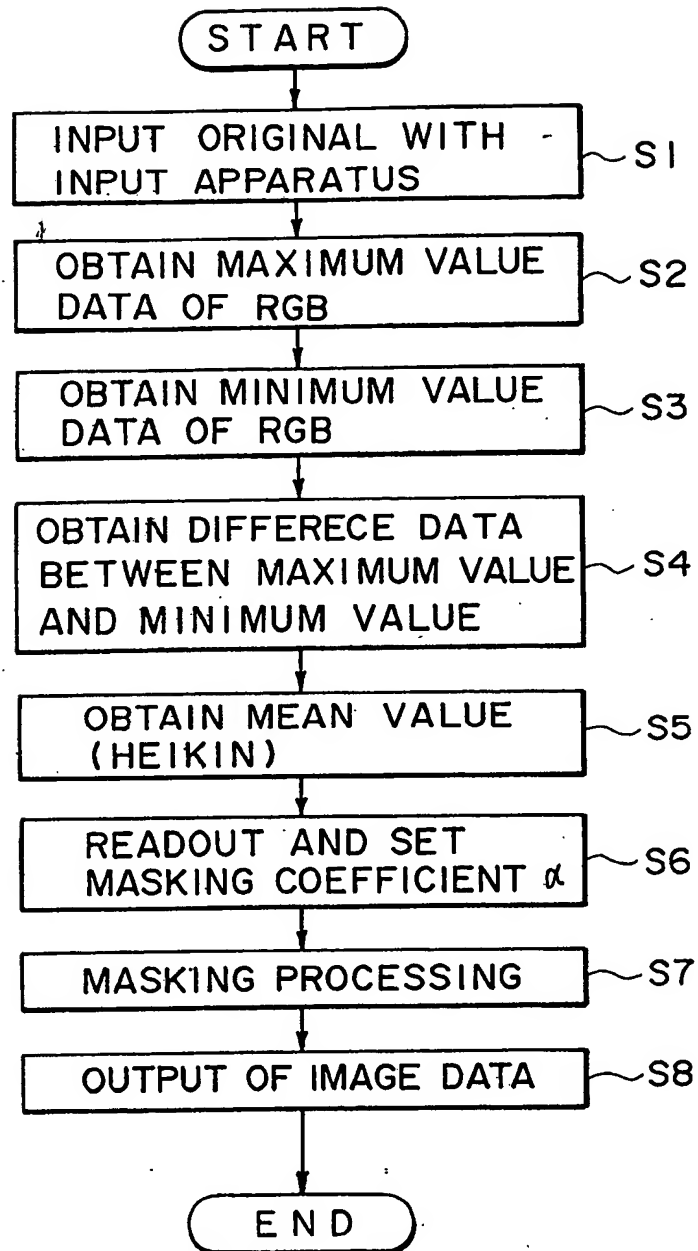 START
INPUT ORIGINAL WITH
INPUT APPARATUS
S1
OBTAIN MAXIMUM VALUE
DATA OF RGB
S2
OBTAIN MINIMUM VALUE
DATA OF RGB
S3
OBTAIN DIFFERECE DATA
BETWEEN MAXIMUM VALUE
AND MINIMUM VALUE
S4
OBTAIN MEAN VALUE
(HEIKIN)
S5
READOUT AND SET
MASKING COEFFICIENT α
S6
MASKING PROCESSING
S7
OUTPUT OF IMAGE DATA
S8
END